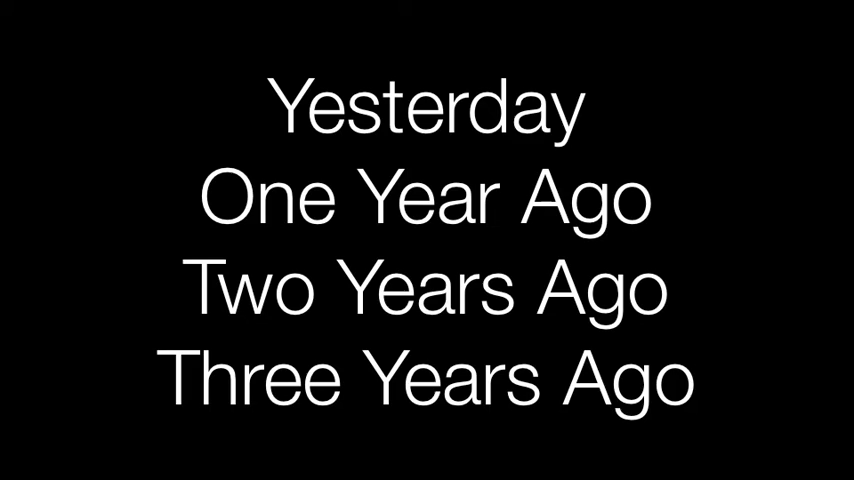 Yesterday
One Year Ago
Two Years Ago
Three Years Ago